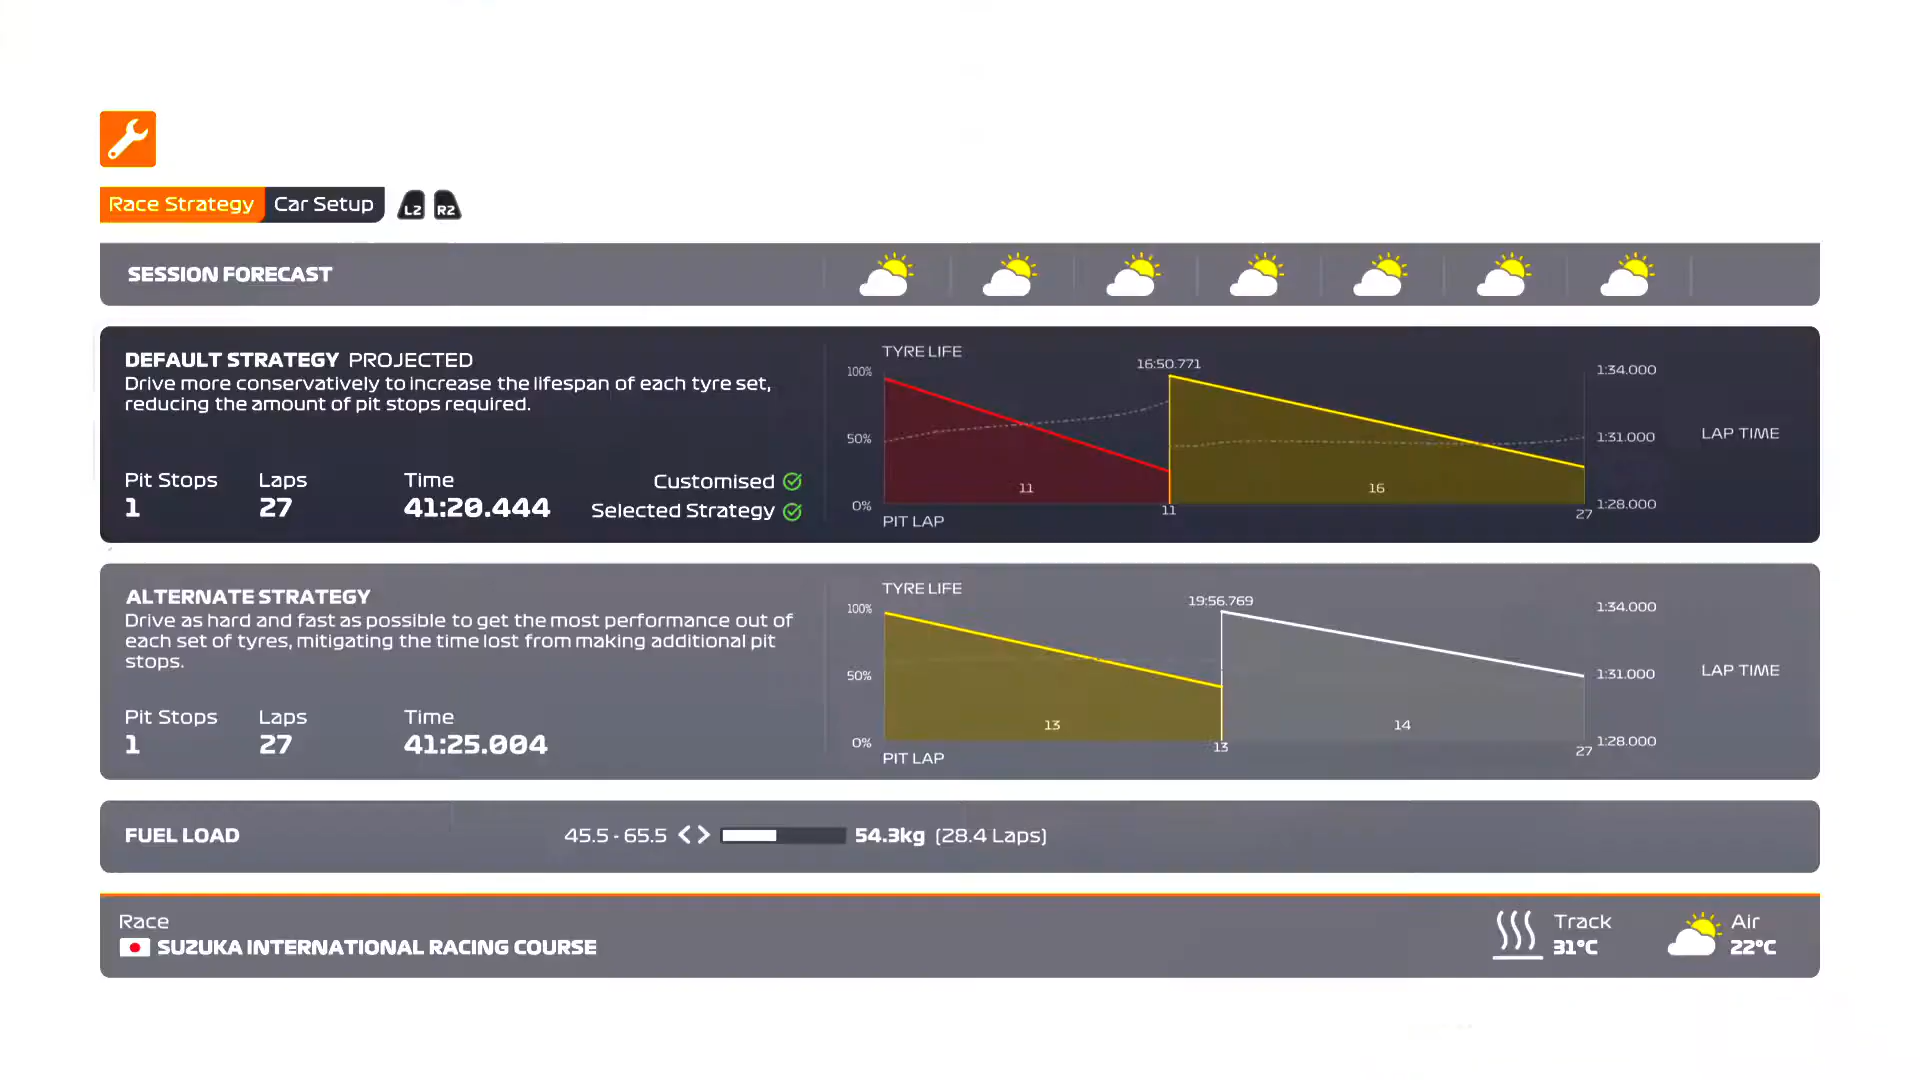 Race Strategy Car Setup L2 R2
SESSION FORECAST
DEFAULT STRATEGY PROJECTED
Drive more conservatively to increase the lifespan of each tyre set,
reducing the amount of pit stops required.
Pit Stops Laps Time Customised
1 27 41:20.444 Selected Strategy
TYRE LIFE
16:50.771
100% 1:34.000
50% 1:31.000 LAP TIME
11 16
0% 11 27 1:28.000
PIT LAP
ALTERNATE STRATEGY
Drive as hard and fast as possible to get the most performance out of
each set of tyres, mitigating the time lost from making additional pit
stops.
Pit Stops Laps Time
1 27 41:25.004
TYRE LIFE
19:56.769
100% 1:34.000
50% 1:31.000 LAP TIME
13 14
0% 13 27 1:28.000
PIT LAP
FUEL LOAD 45.5 - 65.5 < > 54.3kg (28.4 Laps)
Race
SUZUKA INTERNATIONAL RACING COURSE
Track Air
31°C 22°C